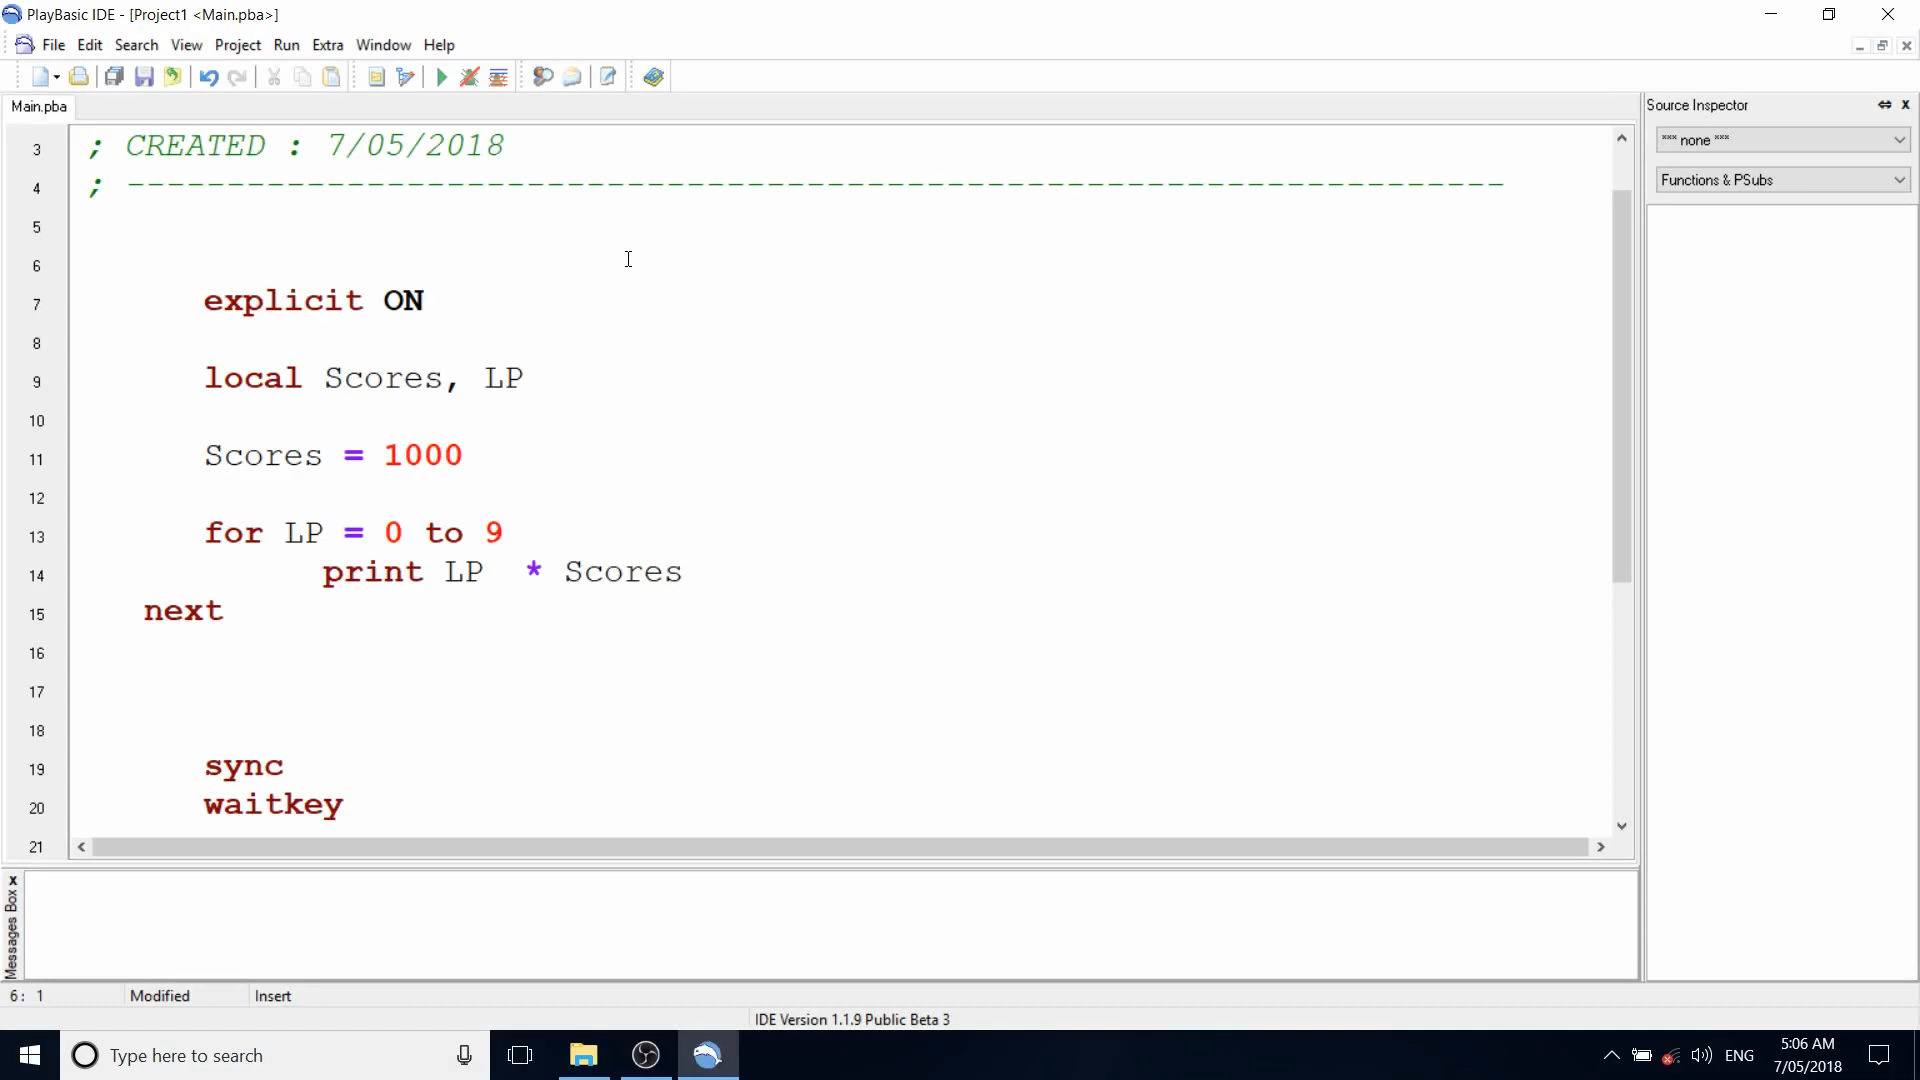 PlayBasic IDE - [Project1 <Main.pba>]
File Edit Search View Project Run Extra Window Help
Main.pba
Source Inspector
*** none ***
Functions & PSubs
3 ; CREATED : 7/05/2018
4 ; ---------------------------------------------------------------------
5
6
7 explicit ON
8
9 local Scores, LP
10
11 Scores = 1000
12
13 for LP = 0 to 9
14 print LP * Scores
15 next
16
17
18
19 sync
20 waitkey
21
Messages Box
6: 1 Modified Insert
IDE Version 1.1.9 Public Beta 3
Type here to search
ENG
5:06 AM
7/05/2018